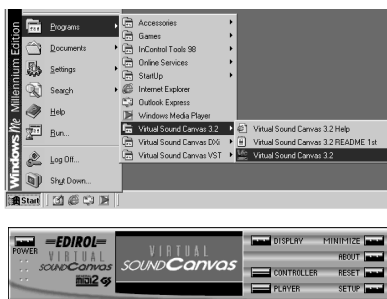 Windows Me Millennium Edition
Programs
Documents
Settings
Search
Help
Run...
Log Off...
Shut Down...
Accessories
Games
InControl Tools 98
Online Services
StartUp
Internet Explorer
Outlook Express
Windows Media Player
Virtual Sound Canvas 3.2
Virtual Sound Canvas DXi
Virtual Sound Canvas VST
Virtual Sound Canvas 3.2 Help
Virtual Sound Canvas 3.2 README 1st
Virtual Sound Canvas 3.2
Start
POWER
EDIROL
VIRTUAL
SOUND Canvas
VIRTUAL
SOUND Canvas
DISPLAY
MINIMIZE
ABOUT
CONTROLLER
RESET
PLAYER
SETUP